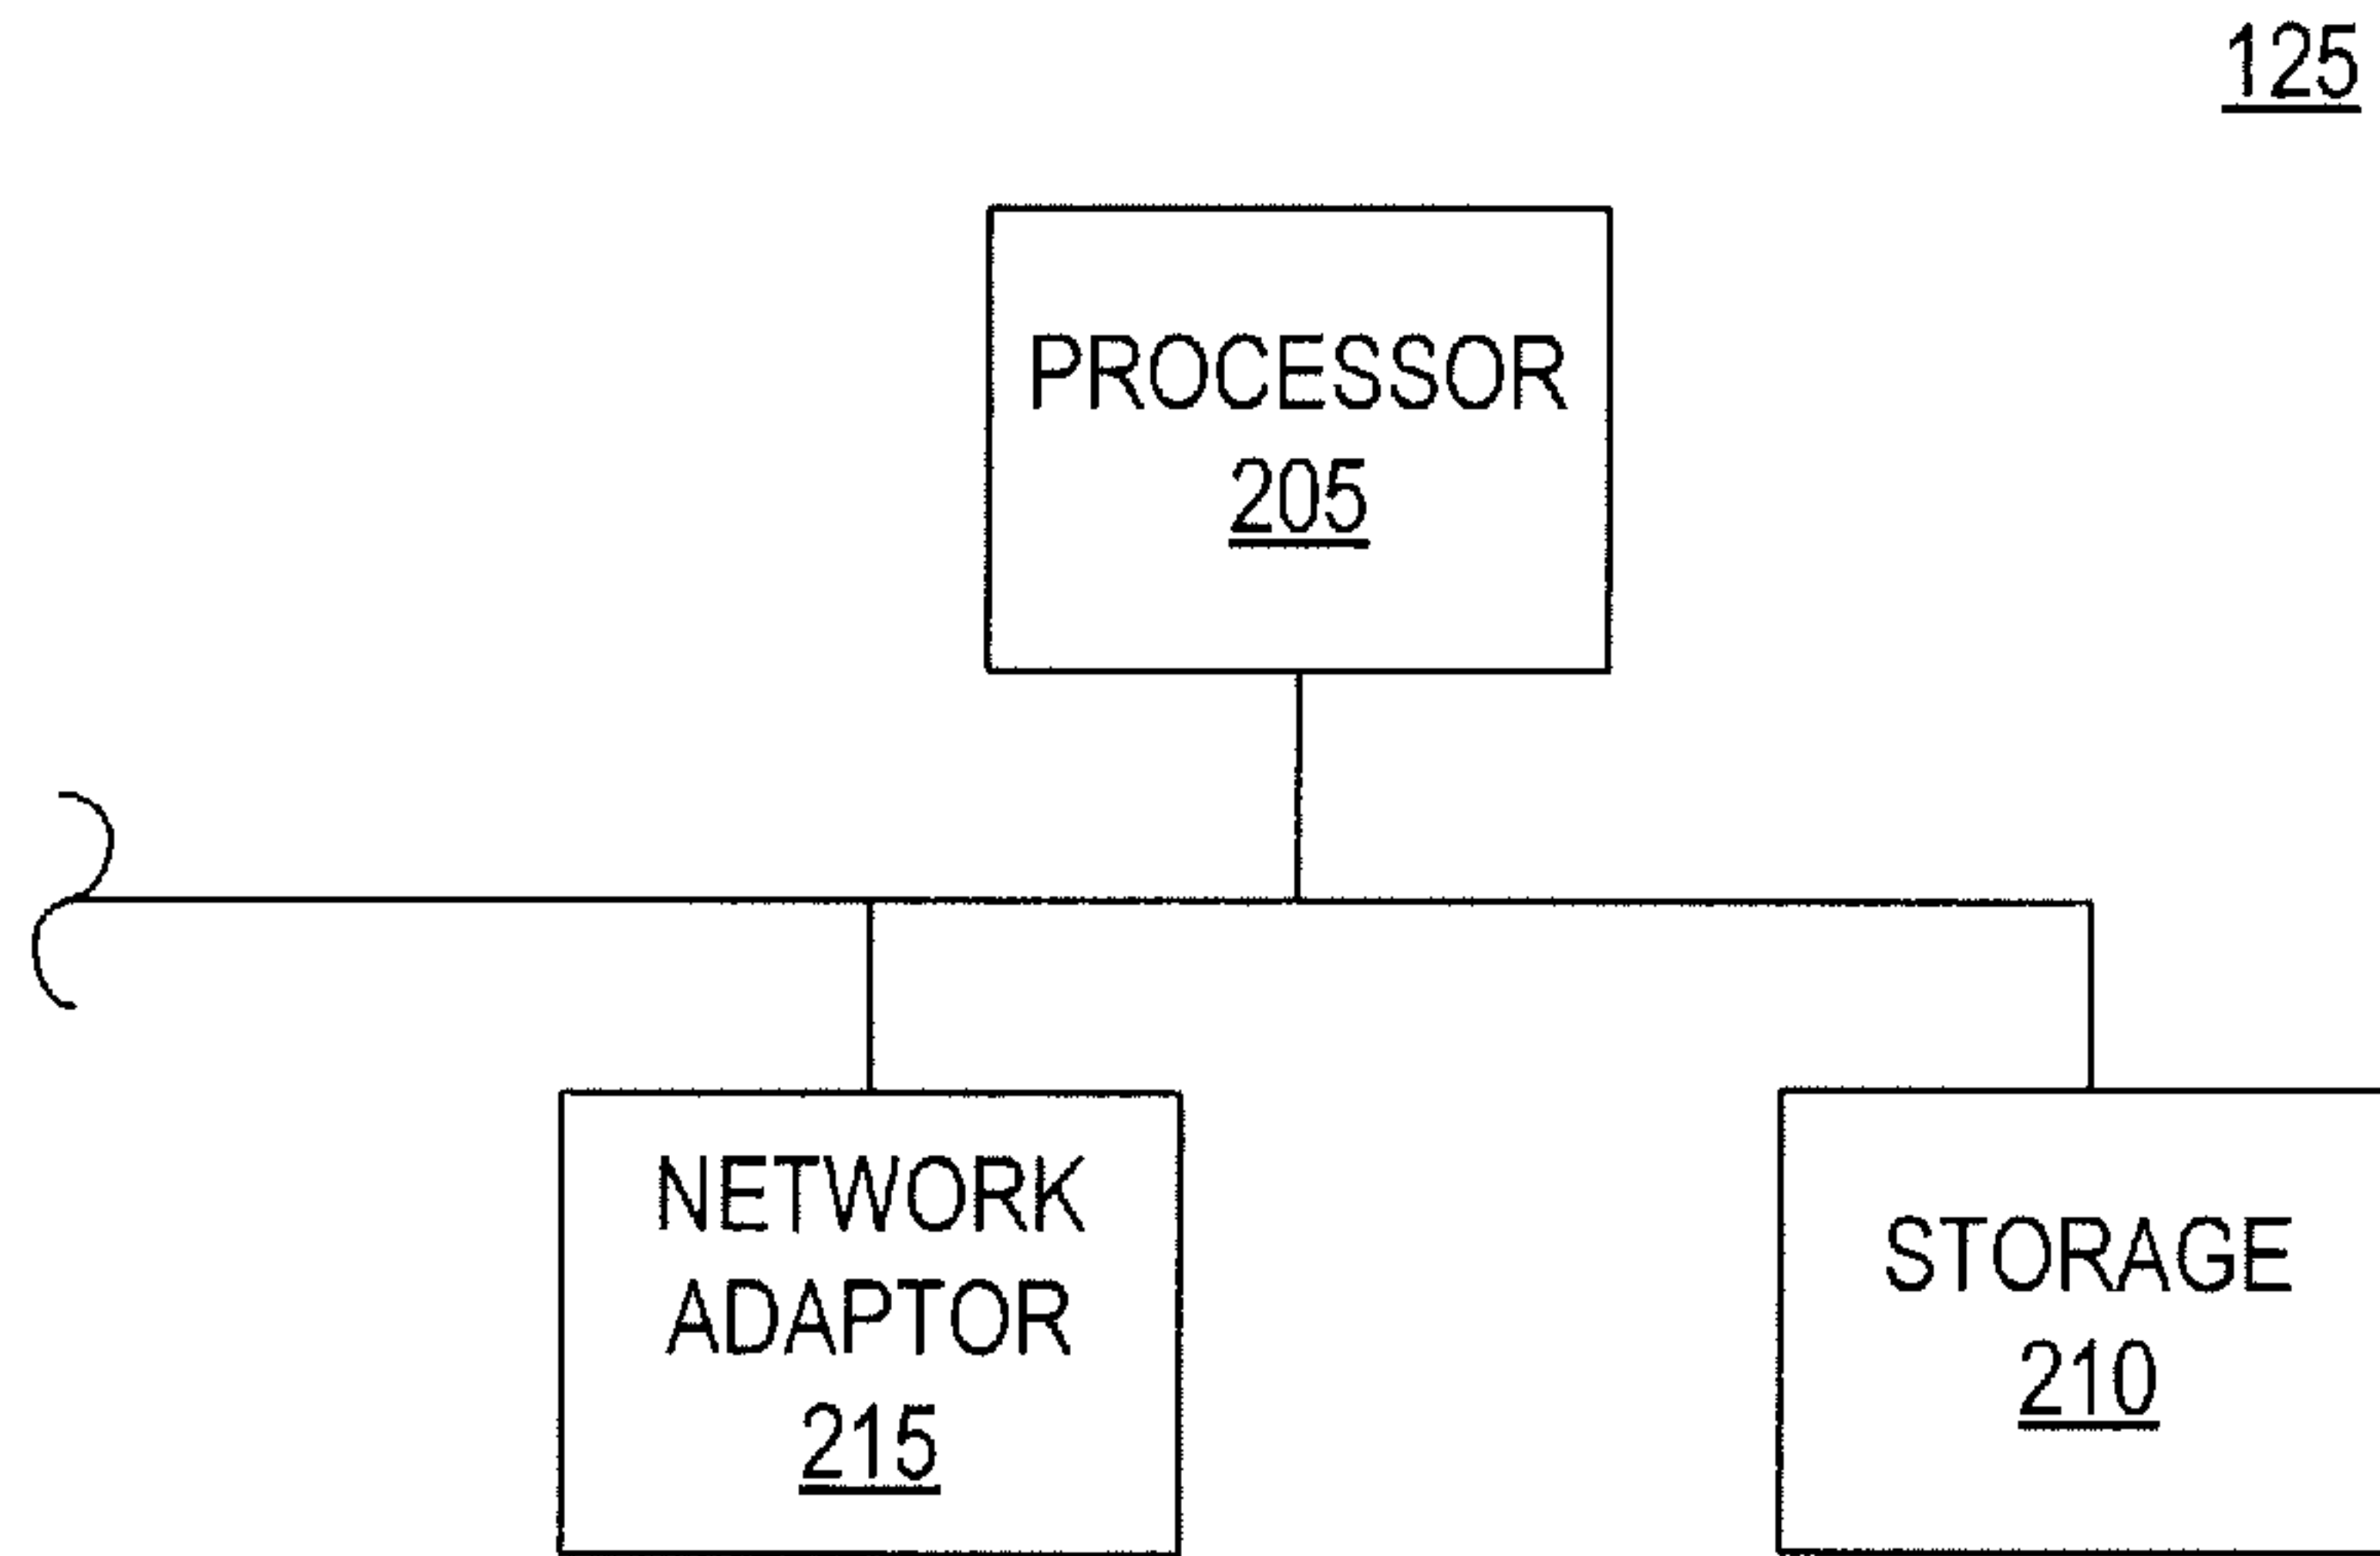 125
PROCESSOR
205
NETWORK
ADAPTOR
215
STORAGE
210